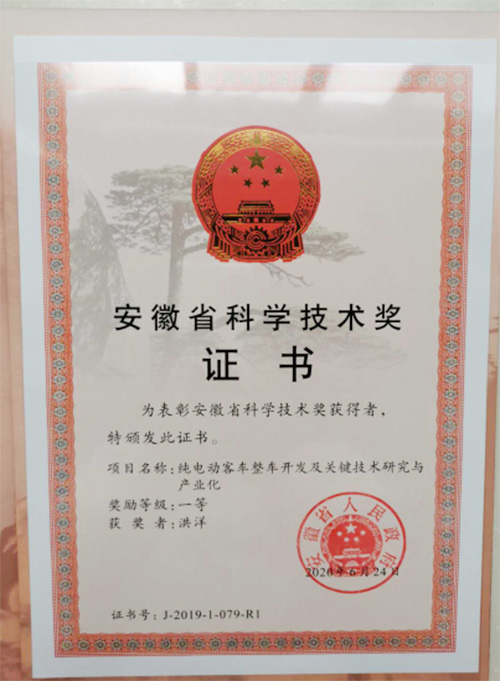 安徽省科学技术奖
证书
为表彰安徽省科学技术奖获得者,
特颁发此证书。
项目名称:纯电动客车整车开发及关键技术研究与
产业化
奖励等级:一等
获奖者:洪洋
安徽省人民政府
2020年6月24日
证书号:J-2019-1-079-R1